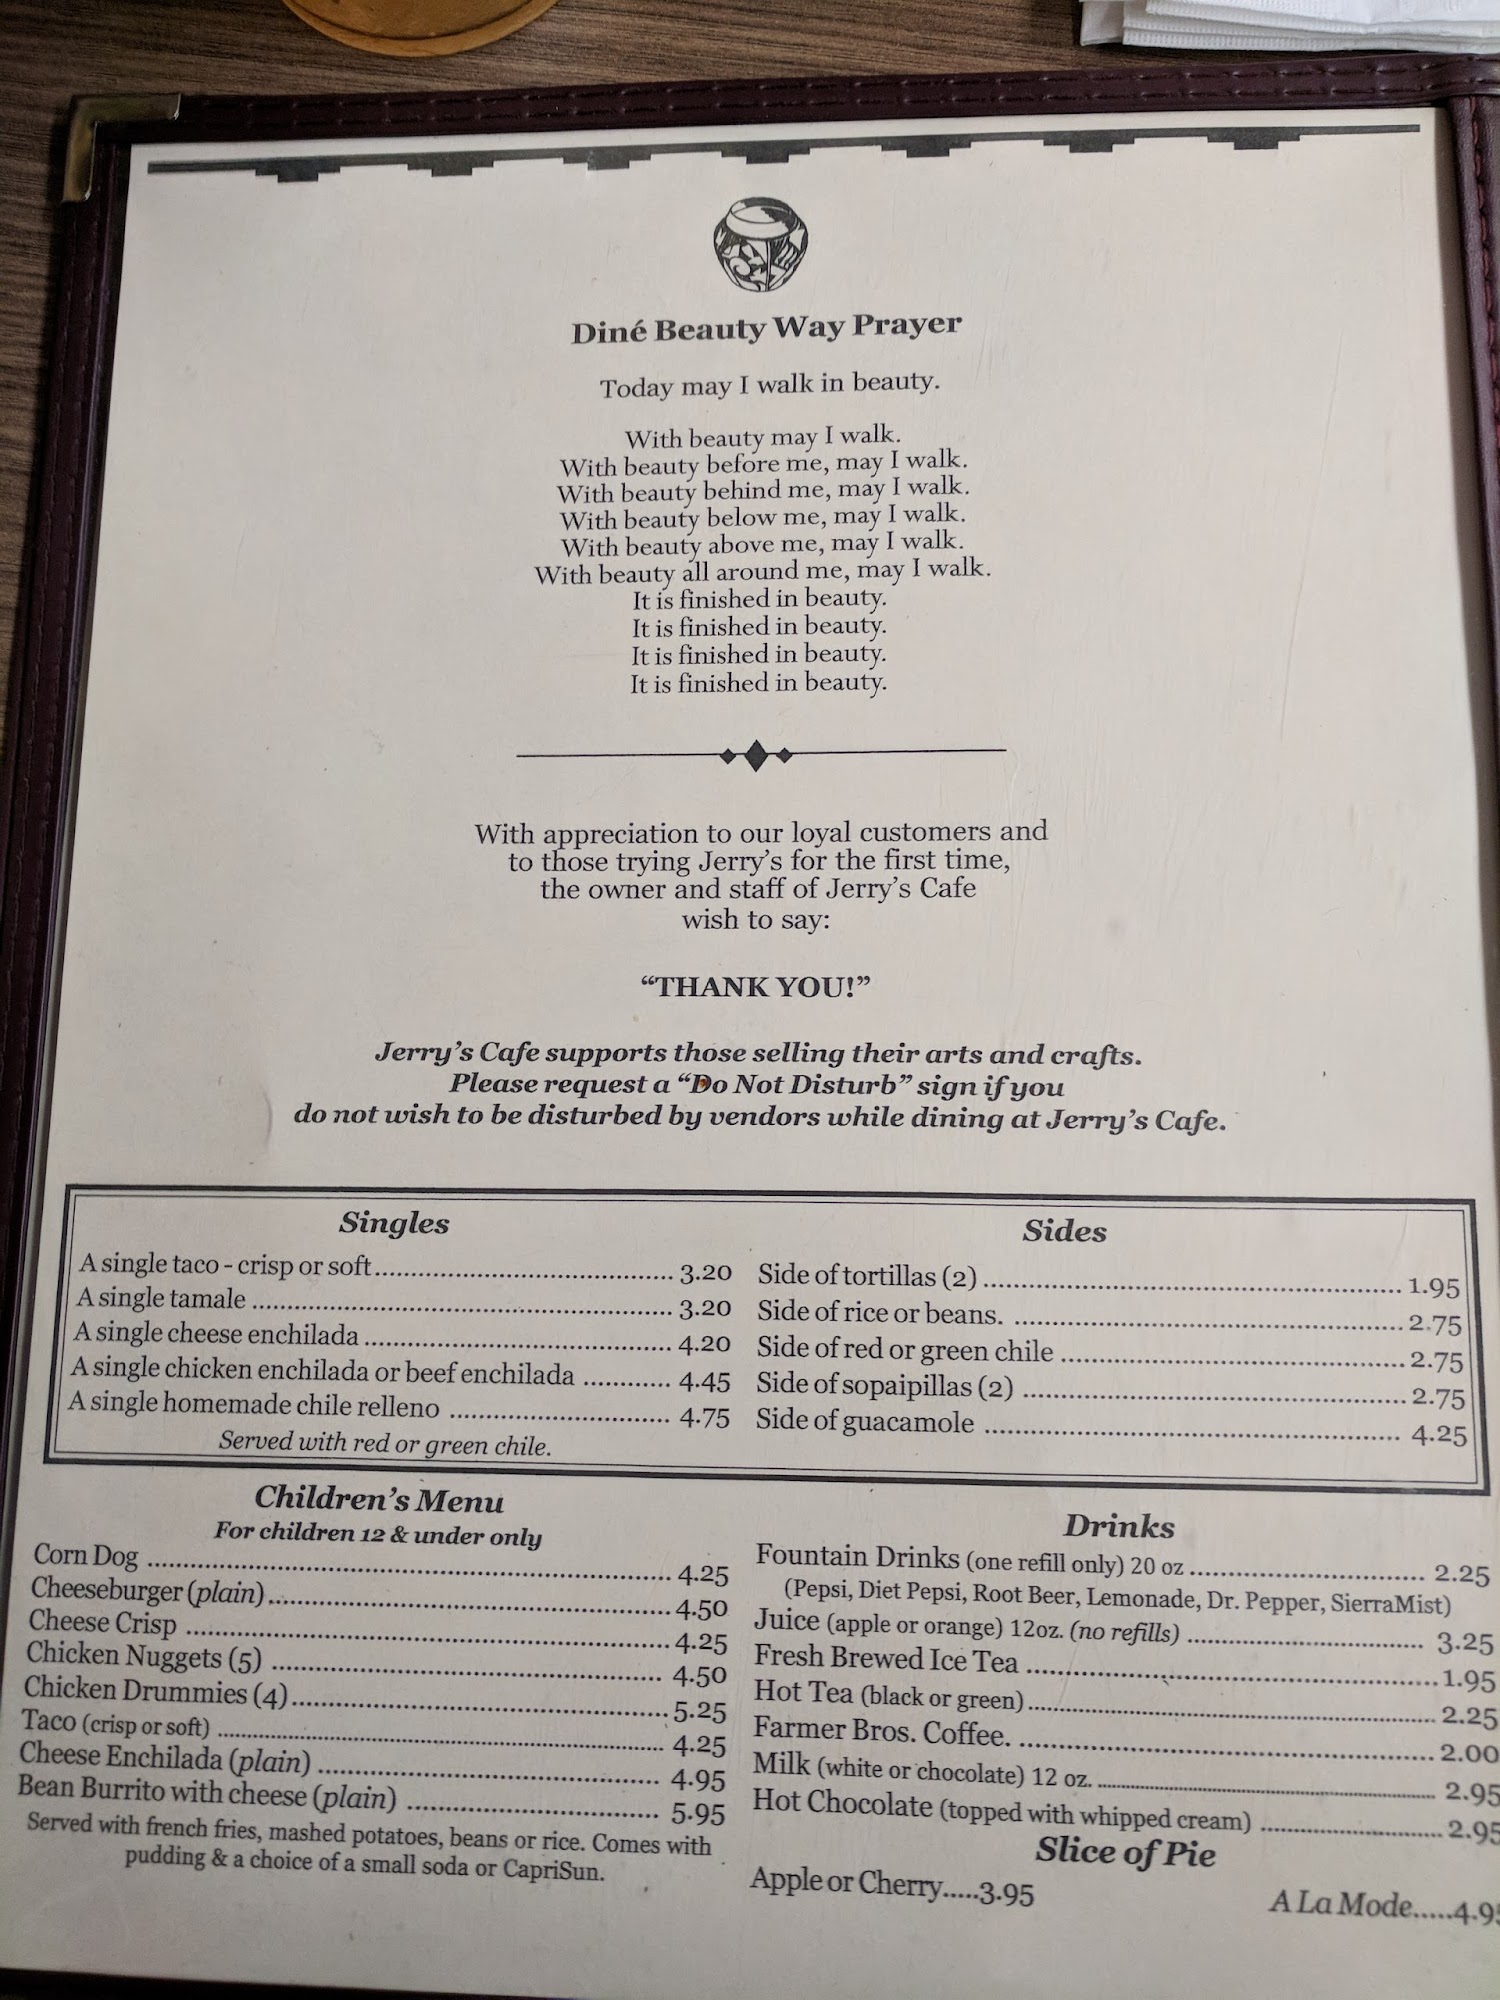 Diné Beauty Way Prayer
Today may I walk in beauty.
With beauty may I walk.
With beauty before me, may I walk.
With beauty behind me, may I walk.
With beauty below me, may I walk.
With beauty above me, may I walk.
With beauty all around me, may I walk.
It is finished in beauty.
It is finished in beauty.
It is finished in beauty.
It is finished in beauty.
With appreciation to our loyal customers and
to those trying Jerry's for the first time,
the owner and staff of Jerry's Cafe
wish to say:
“THANK YOU!”
Jerry's Cafe supports those selling their arts and crafts.
Please request a “Do Not Disturb” sign if you
do not wish to be disturbed by vendors while dining at Jerry's Cafe.
Singles
A single taco - crisp or soft.......... 3.20
A single tamale .......... 3.20
A single cheese enchilada .......... 4.20
A single chicken enchilada or beef enchilada .......... 4.45
A single homemade chile relleno .......... 4.75
Served with red or green chile.
Sides
Side of tortillas (2) .......... 1.95
Side of rice or beans. .......... 2.75
Side of red or green chile .......... 2.75
Side of sopaipillas (2) .......... 2.75
Side of guacamole .......... 4.25
Children's Menu
For children 12 & under only
Corn Dog .......... 4.25
Cheeseburger (plain).......... 4.50
Cheese Crisp .......... 4.25
Chicken Nuggets (5) .......... 4.50
Chicken Drummies (4).......... 5.25
Taco (crisp or soft) .......... 4.25
Cheese Enchilada (plain) .......... 4.95
Bean Burrito with cheese (plain) .......... 5.95
Served with french fries, mashed potatoes, beans or rice. Comes with
pudding & a choice of a small soda or CapriSun.
Drinks
Fountain Drinks (one refill only) 20 oz .......... 2.25
(Pepsi, Diet Pepsi, Root Beer, Lemonade, Dr. Pepper, SierraMist)
Juice (apple or orange) 12oz. (no refills) .......... 3.25
Fresh Brewed Ice Tea .......... 1.95
Hot Tea (black or green).......... 2.25
Farmer Bros. Coffee. .......... 2.00
Milk (white or chocolate) 12 oz. .......... 2.95
Hot Chocolate (topped with whipped cream) .......... 2.95
Slice of Pie
Apple or Cherry.....3.95
A La Mode.....4.95